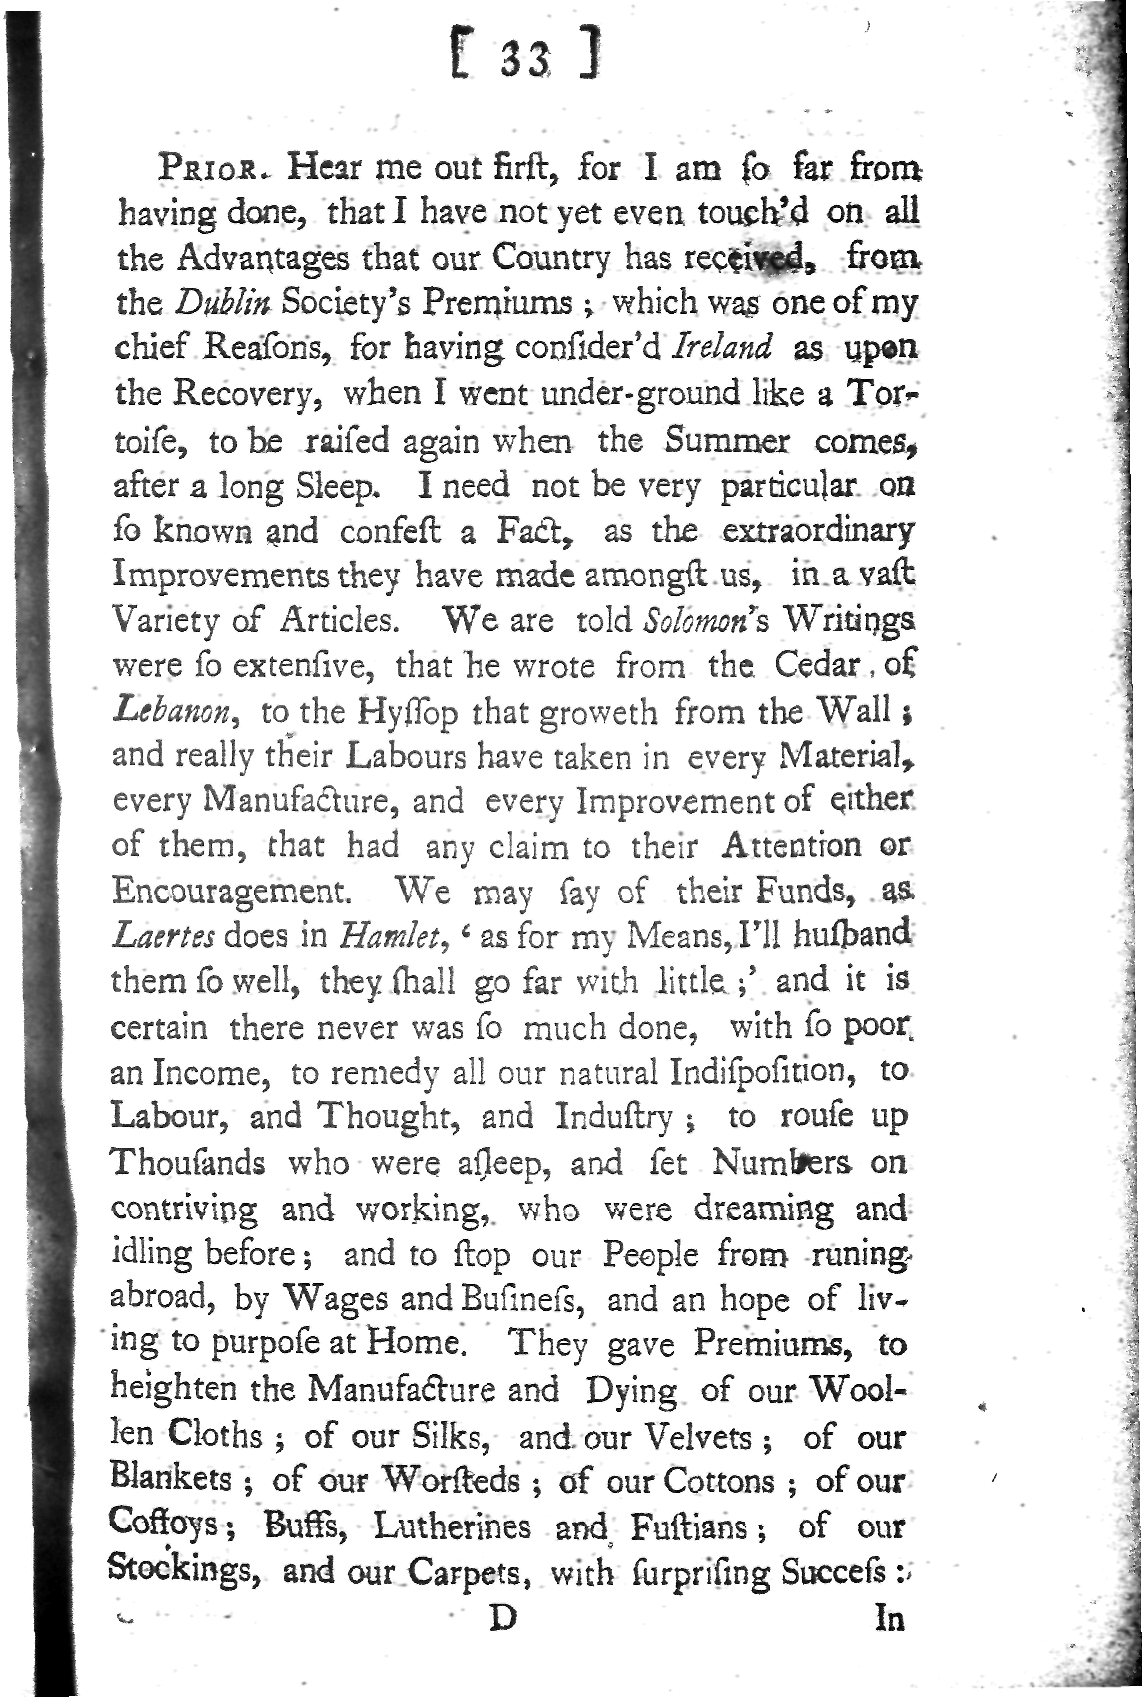 [ 33 ]
PRIOR. Hear me out firſt, for I am ſo far from
having done, that I have not yet even touch'd on all
the Advantages that our Country has received, from
the Dublin Society's Premiums ; which was one of my
chief Reaſons, for having conſider'd Ireland as upon
the Recovery, when I went under-ground like a Tor-
toiſe, to be raiſed again when the Summer comes,
after a long Sleep. I need not be very particular on
ſo known and confeſt a Fact, as the extraordinary
Improvements they have made amongſt us, in a vaſt
Variety of Articles. We are told Solomon's Writings
were ſo extenſive, that he wrote from the Cedar of
Lebanon, to the Hyſſop that groweth from the Wall ;
and really their Labours have taken in every Material,
every Manufacture, and every Improvement of either
of them, that had any claim to their Attention or
Encouragement. We may ſay of their Funds, as
Laertes does in Hamlet, ‘ as for my Means, I'll huſband
them ſo well, they ſhall go far with little ;’ and it is
certain there never was ſo much done, with ſo poor
an Income, to remedy all our natural Indiſpoſition, to
Labour, and Thought, and Induſtry ; to rouſe up
Thouſands who were aſleep, and ſet Numbers on
contriving and working, who were dreaming and
idling before ; and to ſtop our People from runing
abroad, by Wages and Buſineſs, and an hope of liv-
ing to purpoſe at Home. They gave Premiums, to
heighten the Manufacture and Dying of our Wool-
len Cloths ; of our Silks, and our Velvets ; of our
Blankets ; of our Worſteds ; of our Cottons ; of our
Coffoys ; Buffs, Lutherines and Fuſtians ; of our
Stockings, and our Carpets, with ſurpriſing Succeſs :
D In